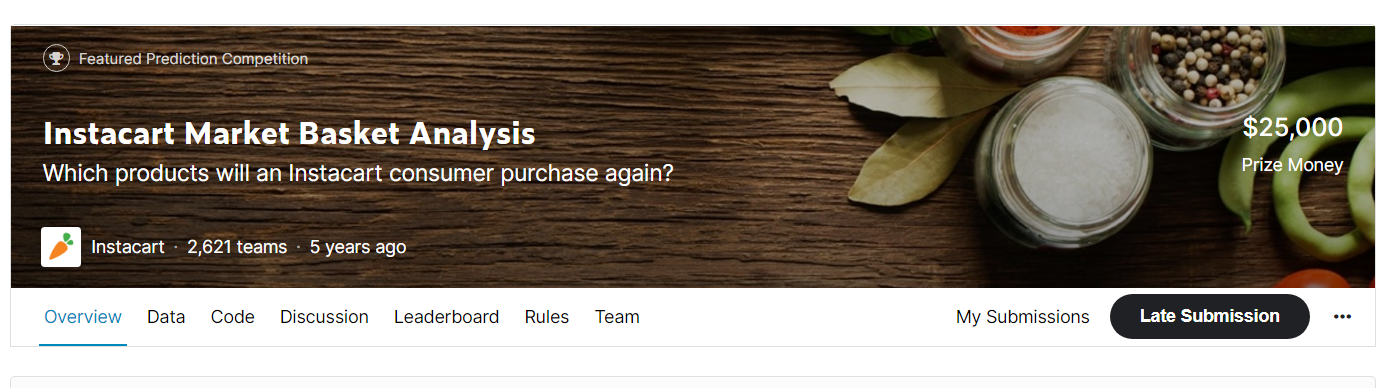 Featured Prediction Competition
Instacart Market Basket Analysis
Which products will an Instacart consumer purchase again?
$25,000
Prize Money
Instacart · 2,621 teams · 5 years ago
Overview Data Code Discussion Leaderboard Rules Team My Submissions Late Submission